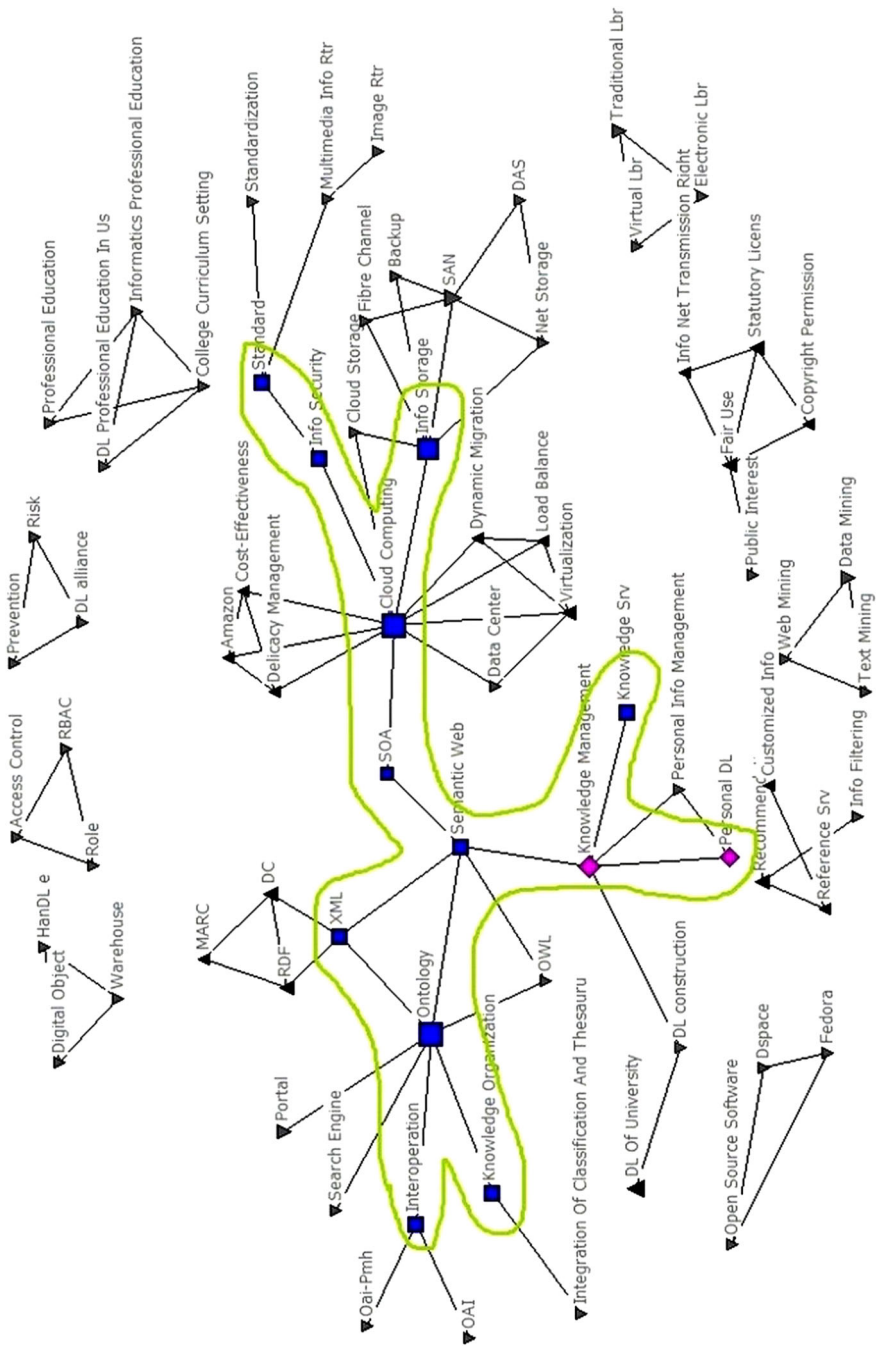 Prevention
Access Control
Risk
HanDL e
Professional Education
Digital Object
RBAC
DL alliance
Role
DL Professional Education In Us
Warehouse
Informatics Professional Education
MARC
College Curriculum Setting
Amazon
Cost-Effectiveness
Standardization
DC
Delicacy Management
Standard
Portal
RDF
Info Security
Multimedia Info Rtr
Search Engine
XML
Cloud Storage
Fibre Channel
Image Rtr
Oai-Pmh
SOA
Cloud Computing
Backup
Interoperation
Ontology
Info Storage
SAN
OAI
Semantic Web
Dynamic Migration
Knowledge Organization
Data Center
DAS
OWL
Load Balance
Net Storage
Virtualization
Integration Of Classification And Thesauru
Knowledge Management
Traditional Lbr
Knowledge Srv
Virtual Lbr
DL Of University
DL construction
Personal Info Management
Info Net Transmission Right
Electronic Lbr
Personal DL
Fair Use
Open Source Software
Public Interest
Statutory Licens
Dspace
Recommend
Customized Info
Web Mining
Copyright Permission
Fedora
Reference Srv
Data Mining
Info Filtering
Text Mining